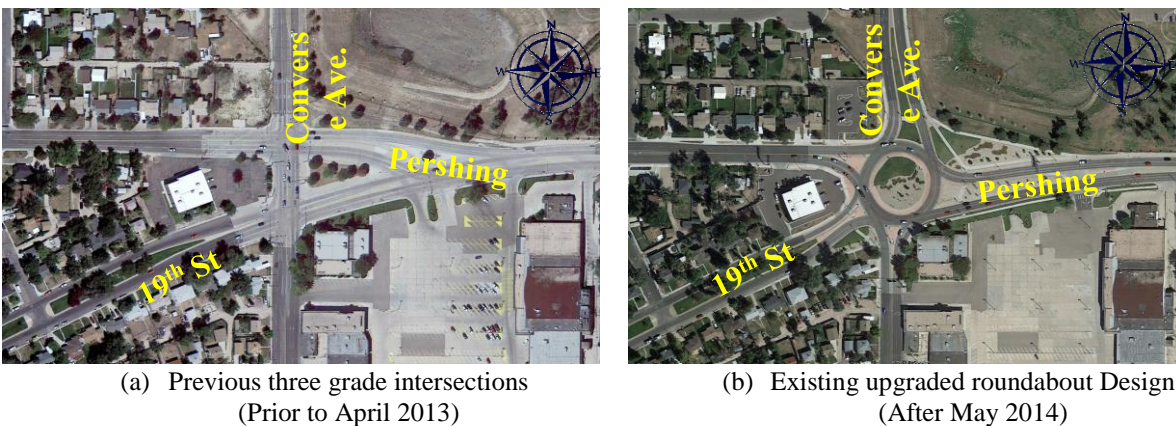 N
W
E
S
Convers
e Ave.
Pershing
19th St
N
W
E
S
Convers
e Ave.
Pershing
19th St
(a) Previous three grade intersections
(Prior to April 2013)
(b) Existing upgraded roundabout Design
(After May 2014)